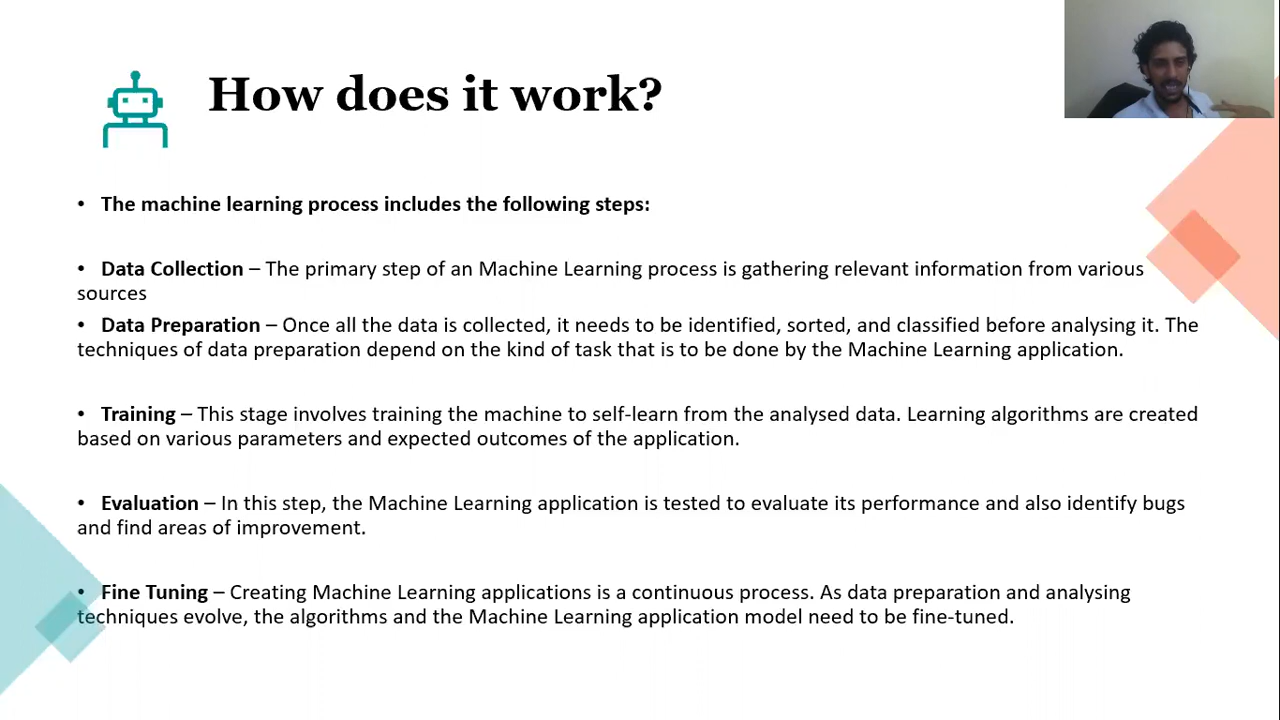 How does it work?
• The machine learning process includes the following steps:
• Data Collection – The primary step of an Machine Learning process is gathering relevant information from various
sources
• Data Preparation – Once all the data is collected, it needs to be identified, sorted, and classified before analysing it. The
techniques of data preparation depend on the kind of task that is to be done by the Machine Learning application.
• Training – This stage involves training the machine to self-learn from the analysed data. Learning algorithms are created
based on various parameters and expected outcomes of the application.
• Evaluation – In this step, the Machine Learning application is tested to evaluate its performance and also identify bugs
and find areas of improvement.
• Fine Tuning – Creating Machine Learning applications is a continuous process. As data preparation and analysing
techniques evolve, the algorithms and the Machine Learning application model need to be fine-tuned.